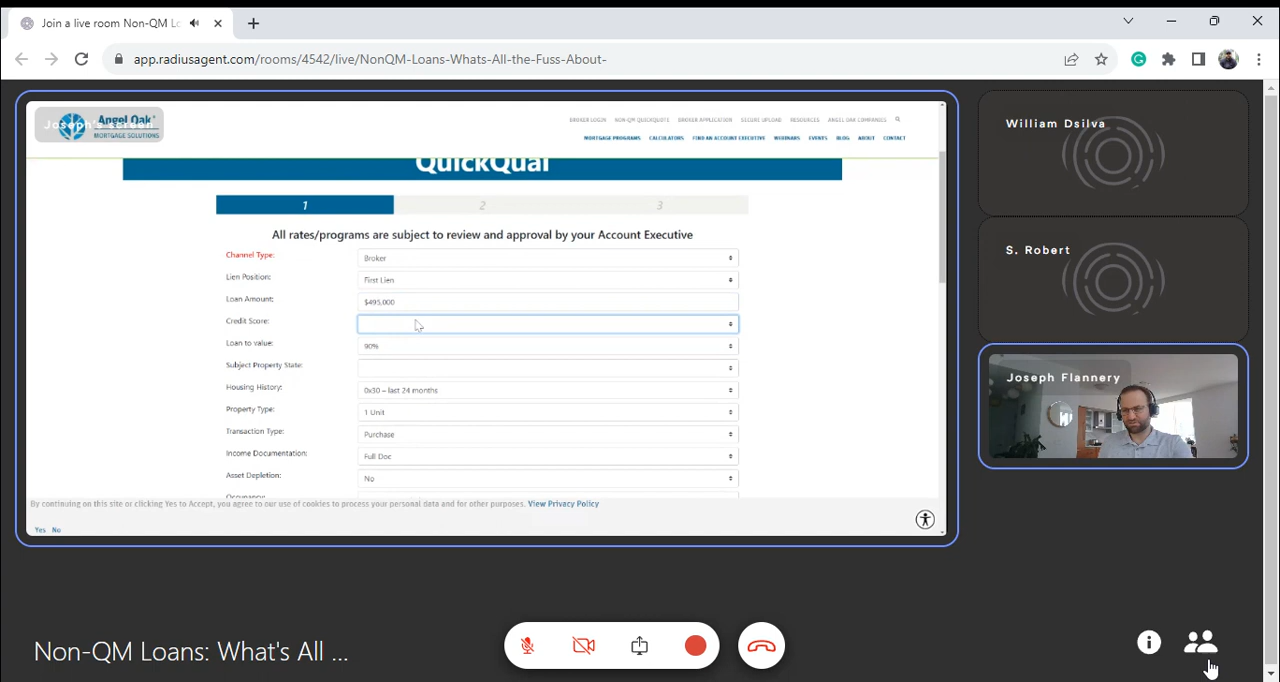 Join a live room Non-QM Lo
app.radiusagent.com/rooms/4542/live/NonQM-Loans-Whats-All-the-Fuss-About-
Joseph's screen
Angel Oak
MORTGAGE SOLUTIONS
BROKER LOGIN NON-QM QUICKQUOTE BROKER APPLICATION SECURE UPLOAD RESOURCES ANGEL OAK COMPANIES
MORTGAGE PROGRAMS CALCULATORS FIND AN ACCOUNT EXECUTIVE WEBINARS EVENTS BLOG ABOUT CONTACT
QuickQual
1 2 3
All rates/programs are subject to review and approval by your Account Executive
Channel Type: Broker
Lien Position: First Lien
Loan Amount: $495,000
Credit Score:
Loan to value: 90%
Subject Property State:
Housing History: 0x30 – last 24 months
Property Type: 1 Unit
Transaction Type: Purchase
Income Documentation: Full Doc
Asset Depletion: No
Occupancy:
By continuing on this site or clicking Yes to Accept, you agree to our use of cookies to process your personal data and for other purposes. View Privacy Policy
Yes No
William Dsilva
S. Robert
Joseph Flannery
Non-QM Loans: What's All ...